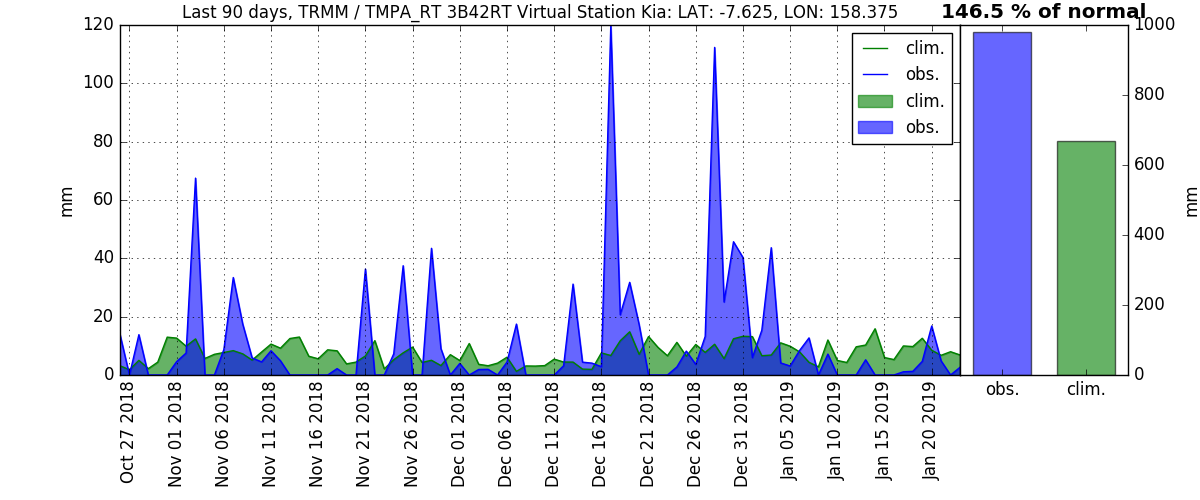 Last 90 days, TRMM / TMPA_RT 3B42RT Virtual Station Kia: LAT: -7.625, LON: 158.375
146.5 % of normal
120
100
80
60
40
20
0
mm
clim.
obs.
clim.
obs.
1000
800
600
400
200
0
mm
obs.
clim.
Oct 27 2018
Nov 01 2018
Nov 06 2018
Nov 11 2018
Nov 16 2018
Nov 21 2018
Nov 26 2018
Dec 01 2018
Dec 06 2018
Dec 11 2018
Dec 16 2018
Dec 21 2018
Dec 26 2018
Dec 31 2018
Jan 05 2019
Jan 10 2019
Jan 15 2019
Jan 20 2019